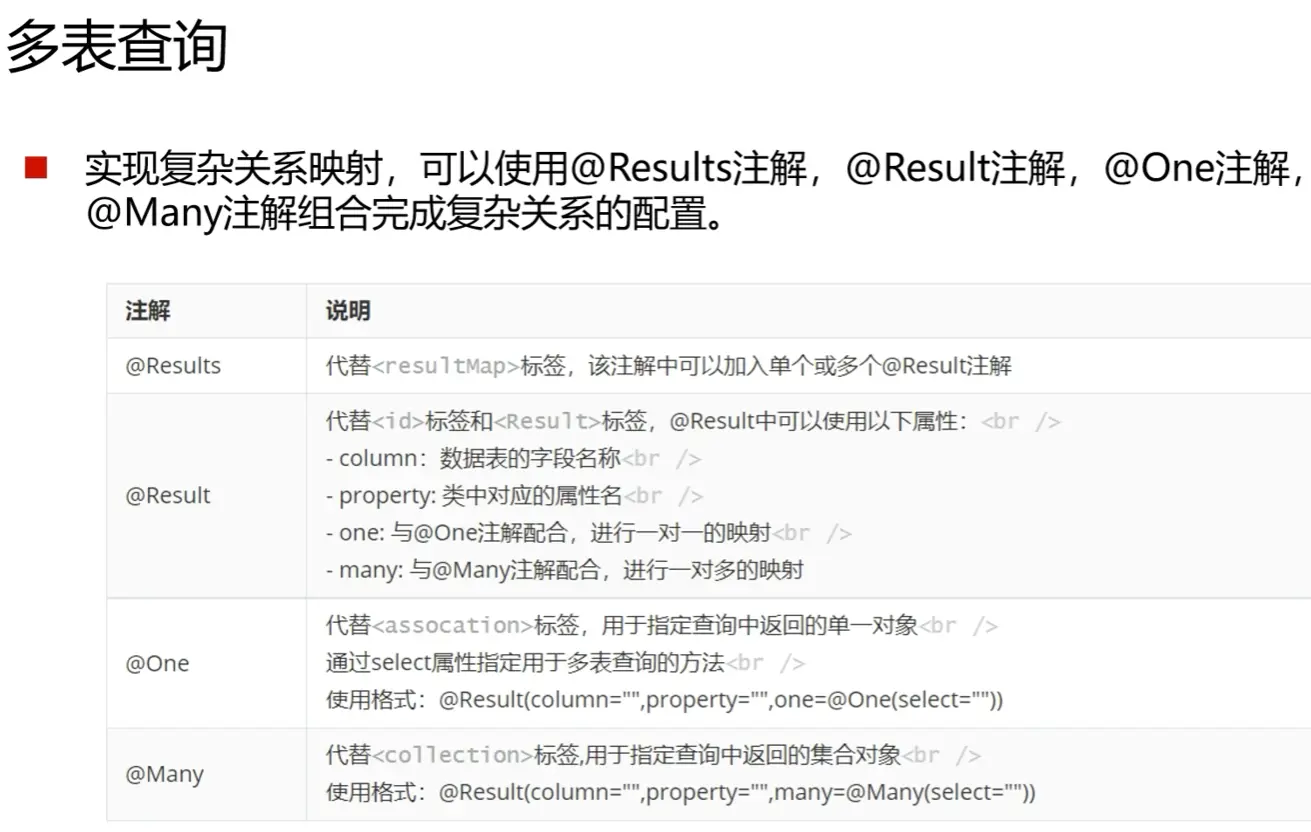 多表查询
实现复杂关系映射，可以使用@Results注解，@Result注解，@One注解，
@Many注解组合完成复杂关系的配置。
注解 说明
@Results 代替<resultMap>标签，该注解中可以加入单个或多个@Result注解
代替<id>标签和<Result>标签，@Result中可以使用以下属性：<br />
- column：数据表的字段名称<br />
@Result - property: 类中对应的属性名<br />
- one: 与@One注解配合，进行一对一的映射<br />
- many: 与@Many注解配合，进行一对多的映射
代替<assocation>标签，用于指定查询中返回的单一对象<br />
@One 通过select属性指定用于多表查询的方法<br />
使用格式：@Result(column="",property="",one=@One(select=""))
@Many 代替<collection>标签,用于指定查询中返回的集合对象<br />
使用格式：@Result(column="",property="",many=@Many(select=""))